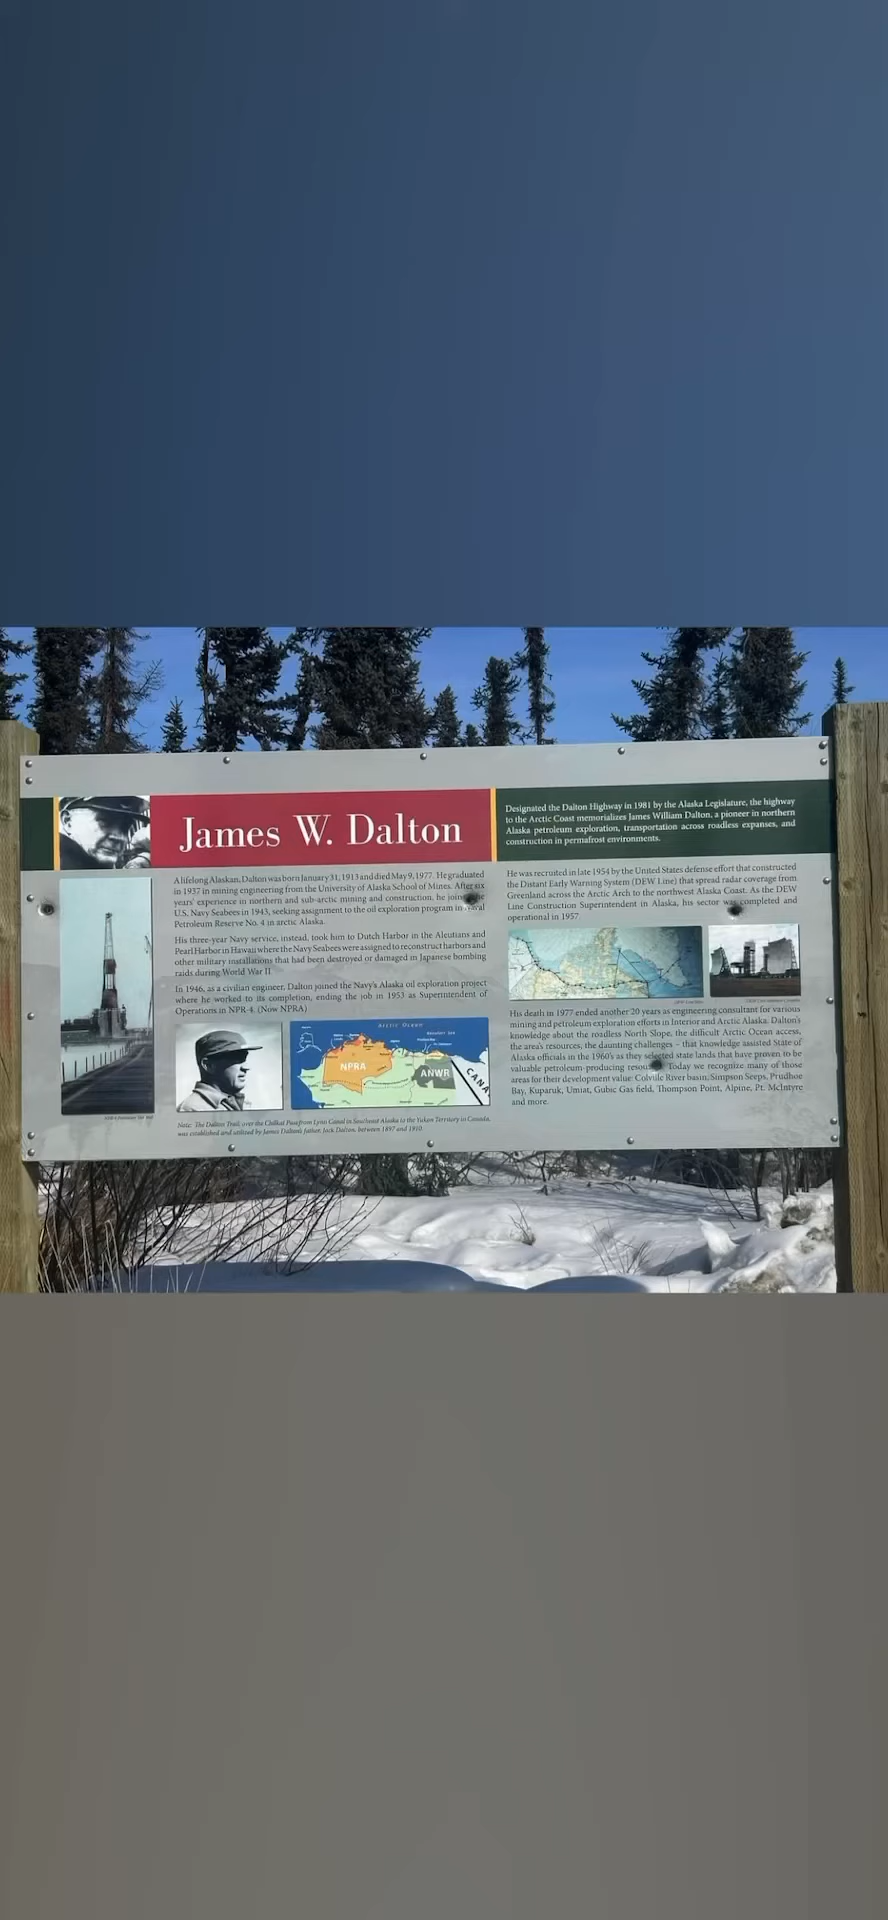 James W. Dalton
Designated the Dalton Highway in 1981 by the Alaska Legislature, the highway
to the Arctic Coast memorializes James William Dalton, a pioneer in northern
Alaska petroleum exploration, transportation across roadless expanses, and
construction in permafrost environments.
A lifelong Alaskan, Dalton was born January 31, 1913 and died May 9, 1977. He graduated
in 1937 in mining engineering from the University of Alaska School of Mines. After six
years' experience in northern and sub-arctic mining and construction, he joined the
U.S. Navy Seabees in 1943, seeking assignment to the oil exploration program in Naval
Petroleum Reserve No. 4 in arctic Alaska.
His three-year Navy service, instead, took him to Dutch Harbor in the Aleutians and
Pearl Harbor in Hawaii where the Navy Seabees were assigned to reconstruct harbors and
other military installations that had been destroyed or damaged in Japanese bombing
raids during World War II
In 1946, as a civilian engineer, Dalton joined the Navy's Alaska oil exploration project
where he worked to its completion, ending the job in 1953 as Superintendent of
Operations in NPR-4. (Now NPRA)
ARCTIC OCEAN
NPRA
ANWR
CANA
Note: The Dalton Trail, over the Chilkat Pass from Lynn Canal in Southeast Alaska to the Yukon Territory in Canada,
was established and utilized by James Dalton's father, Jack Dalton, between 1897 and 1910.
He was recruited in late 1954 by the United States defense effort that constructed
the Distant Early Warning System (DEW Line) that spread radar coverage from
Greenland across the Arctic Arch to the northwest Alaska Coast. As the DEW
Line Construction Superintendent in Alaska, his sector was completed and
operational in 1957.
His death in 1977 ended another 20 years as engineering consultant for various
mining and petroleum exploration efforts in Interior and Arctic Alaska. Dalton's
knowledge about the roadless North Slope, the difficult Arctic Ocean access,
the area's resources, the daunting challenges – that knowledge assisted State of
Alaska officials in the 1960's as they selected state lands that have proven to be
valuable petroleum-producing Today we recognize many of those
areas for their development value: Colville River basin, Simpson Seeps, Prudhoe
Bay, Kuparuk, Umiat, Gubic Gas field, Thompson Point, Alpine, Pt. McIntyre
and more.